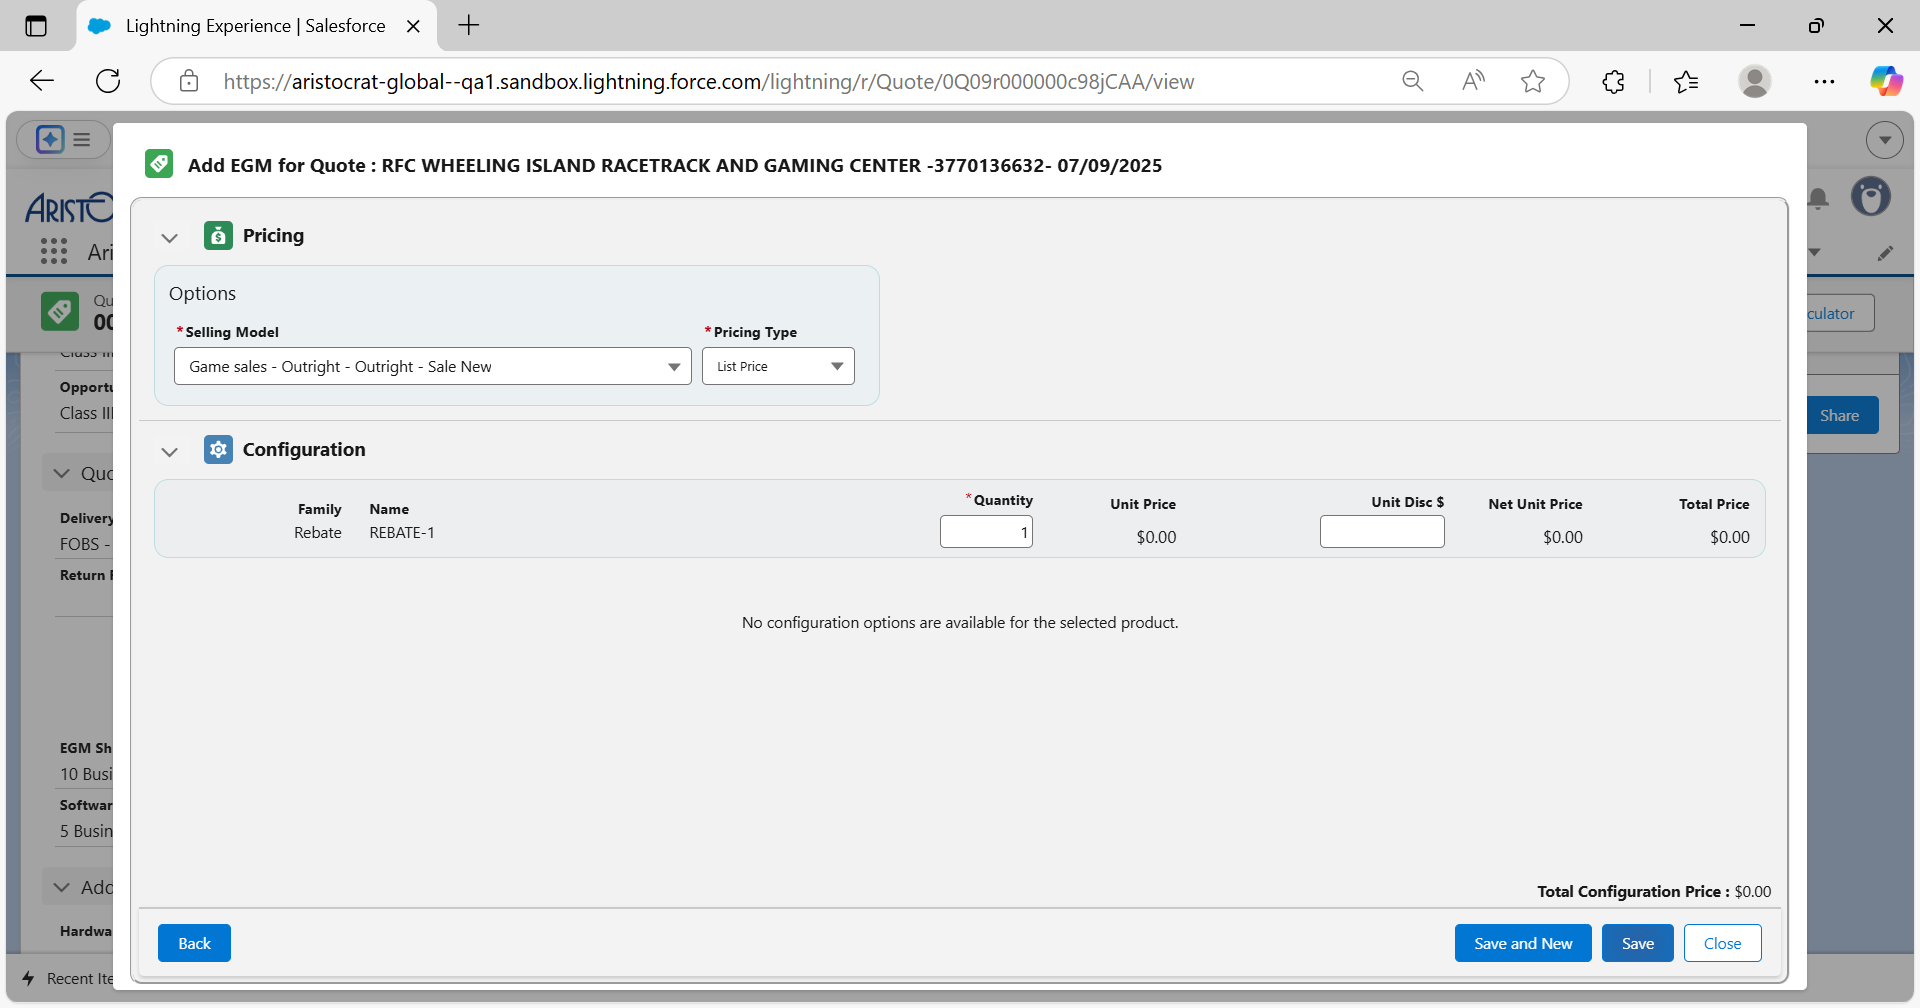 Lightning Experience | Salesforce
https://aristocrat-global--qa1.sandbox.lightning.force.com/lightning/r/Quote/0Q09r000000c98jCAA/view
Add EGM for Quote : RFC WHEELING ISLAND RACETRACK AND GAMING CENTER -3770136632- 07/09/2025
Pricing
Options
*Selling Model
*Pricing Type
Game sales - Outright - Outright - Sale New
List Price
Configuration
Family
Name
*Quantity
Unit Price
Unit Disc $
Net Unit Price
Total Price
Rebate
REBATE-1
1
$0.00
$0.00
$0.00
No configuration options are available for the selected product.
Total Configuration Price : $0.00
Back
Save and New
Save
Close
ARISTO
Ari
Qu
00
culator
Class III
Opportu
Class III
Share
Quo
Delivery
FOBS -
Return F
EGM Sh
10 Busi
Softwar
5 Busin
Add
Hardwa
Recent Ite